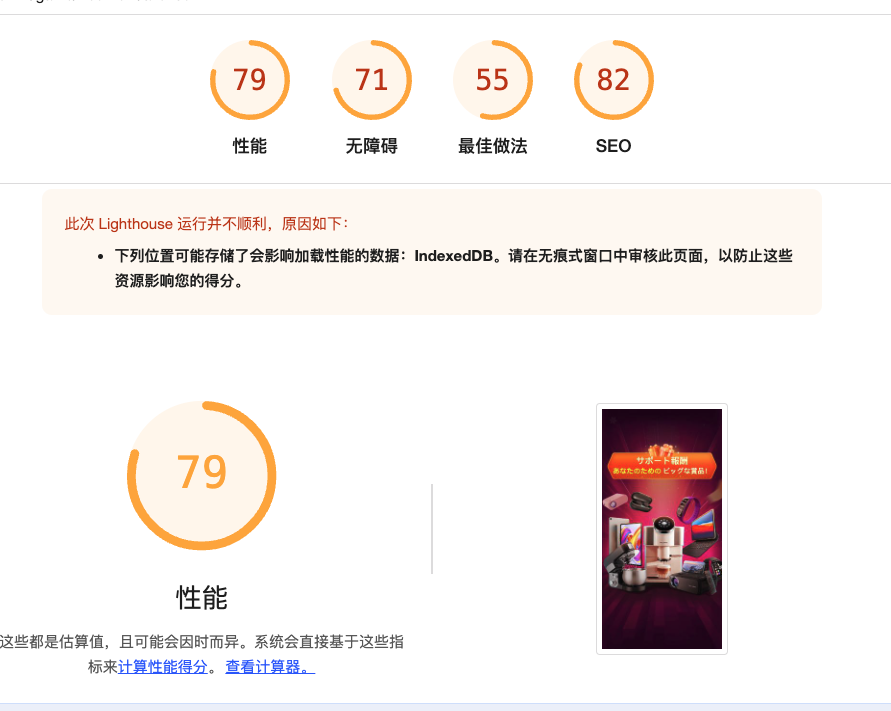 79
71
55
82
性能
无障碍
最佳做法
SEO
此次 Lighthouse 运行并不顺利，原因如下：
下列位置可能存储了会影响加载性能的数据：IndexedDB。请在无痕式窗口中审核此页面，以防止这些
资源影响您的得分。
79
性能
这些都是估算值，且可能会因时而异。系统会直接基于这些指
标来计算性能得分。 查看计算器。
サポート報酬
あなたのための ビッグな賞品！